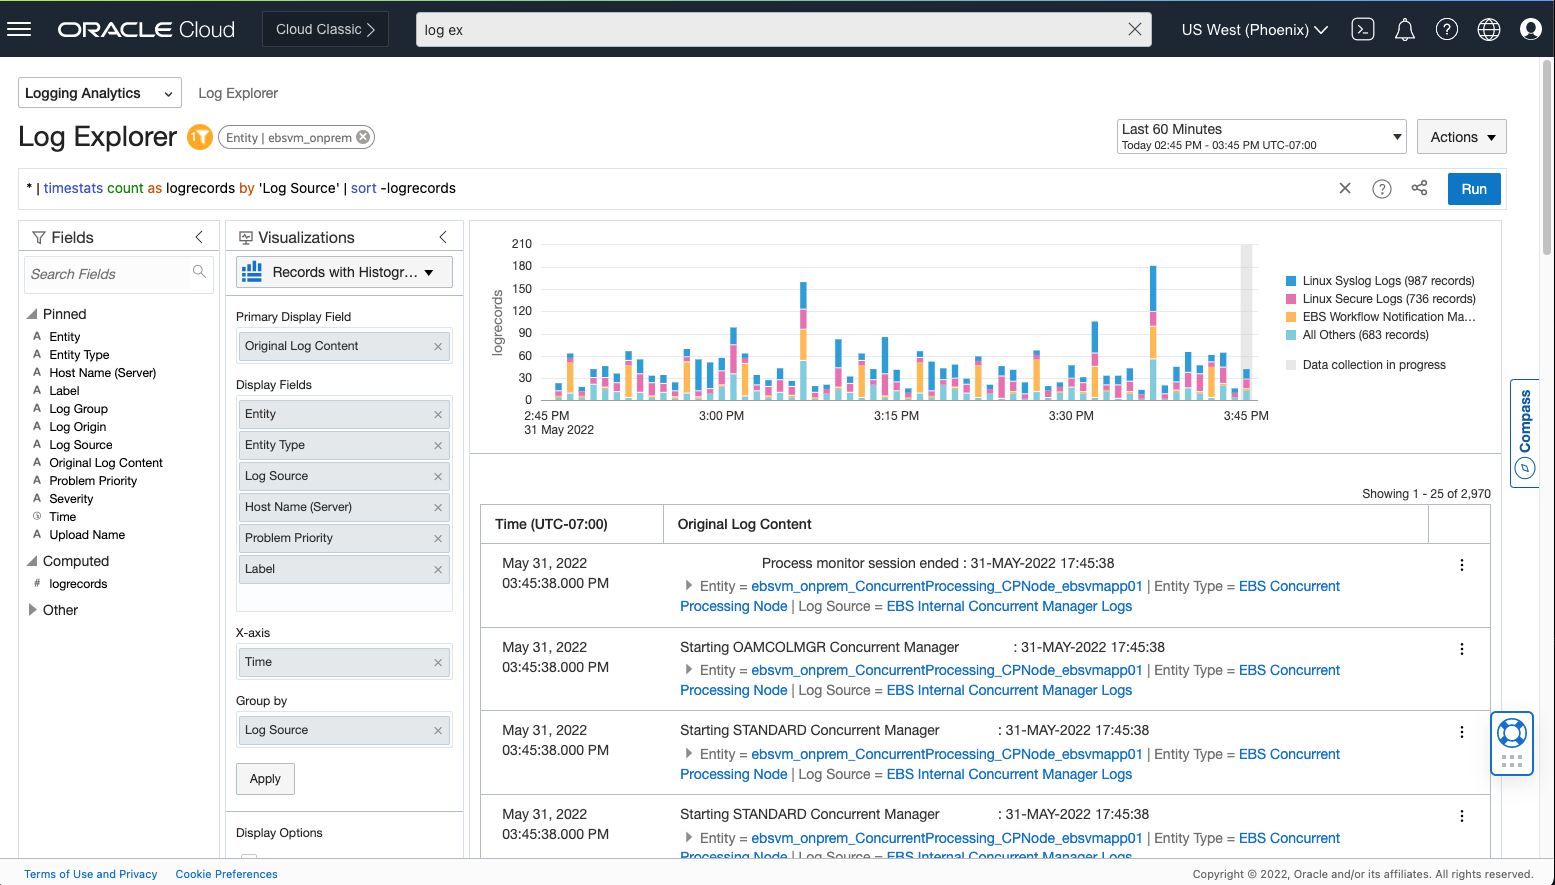 ORACLE Cloud
Cloud Classic
log ex
US West (Phoenix)
Logging Analytics
Log Explorer
Log Explorer
1
Entity | ebsvm_onprem
Last 60 Minutes
Today 02:45 PM - 03:45 PM UTC-07:00
Actions
* | timestats count as logrecords by 'Log Source' | sort -logrecords
Run
Fields
Search Fields
Pinned
A Entity
A Entity Type
A Host Name (Server)
A Label
A Log Group
A Log Origin
A Log Source
A Original Log Content
A Problem Priority
A Severity
Time
A Upload Name
Computed
# logrecords
Other
Visualizations
Records with Histogr...
Primary Display Field
Original Log Content
Display Fields
Entity
Entity Type
Log Source
Host Name (Server)
Problem Priority
Label
X-axis
Time
Group by
Log Source
Apply
Display Options
logrecords
210
180
150
120
90
60
30
0
2:45 PM
31 May 2022
3:00 PM
3:15 PM
3:30 PM
3:45 PM
Linux Syslog Logs (987 records)
Linux Secure Logs (736 records)
EBS Workflow Notification Ma...
All Others (683 records)
Data collection in progress
Compass
Showing 1 - 25 of 2,970
Time (UTC-07:00)
Original Log Content
May 31, 2022
03:45:38.000 PM
Process monitor session ended : 31-MAY-2022 17:45:38
Entity = ebsvm_onprem_ConcurrentProcessing_CPNode_ebsvmapp01 | Entity Type = EBS Concurrent
Processing Node | Log Source = EBS Internal Concurrent Manager Logs
May 31, 2022
03:45:38.000 PM
Starting OAMCOLMGR Concurrent Manager : 31-MAY-2022 17:45:38
Entity = ebsvm_onprem_ConcurrentProcessing_CPNode_ebsvmapp01 | Entity Type = EBS Concurrent
Processing Node | Log Source = EBS Internal Concurrent Manager Logs
May 31, 2022
03:45:38.000 PM
Starting STANDARD Concurrent Manager : 31-MAY-2022 17:45:38
Entity = ebsvm_onprem_ConcurrentProcessing_CPNode_ebsvmapp01 | Entity Type = EBS Concurrent
Processing Node | Log Source = EBS Internal Concurrent Manager Logs
May 31, 2022
03:45:38.000 PM
Starting STANDARD Concurrent Manager : 31-MAY-2022 17:45:38
Entity = ebsvm_onprem_ConcurrentProcessing_CPNode_ebsvmapp01 | Entity Type = EBS Concurrent
Processing Node | Log Source = EBS Internal Concurrent Manager Logs
Terms of Use and Privacy
Cookie Preferences
Copyright © 2022, Oracle and/or its affiliates. All rights reserved.